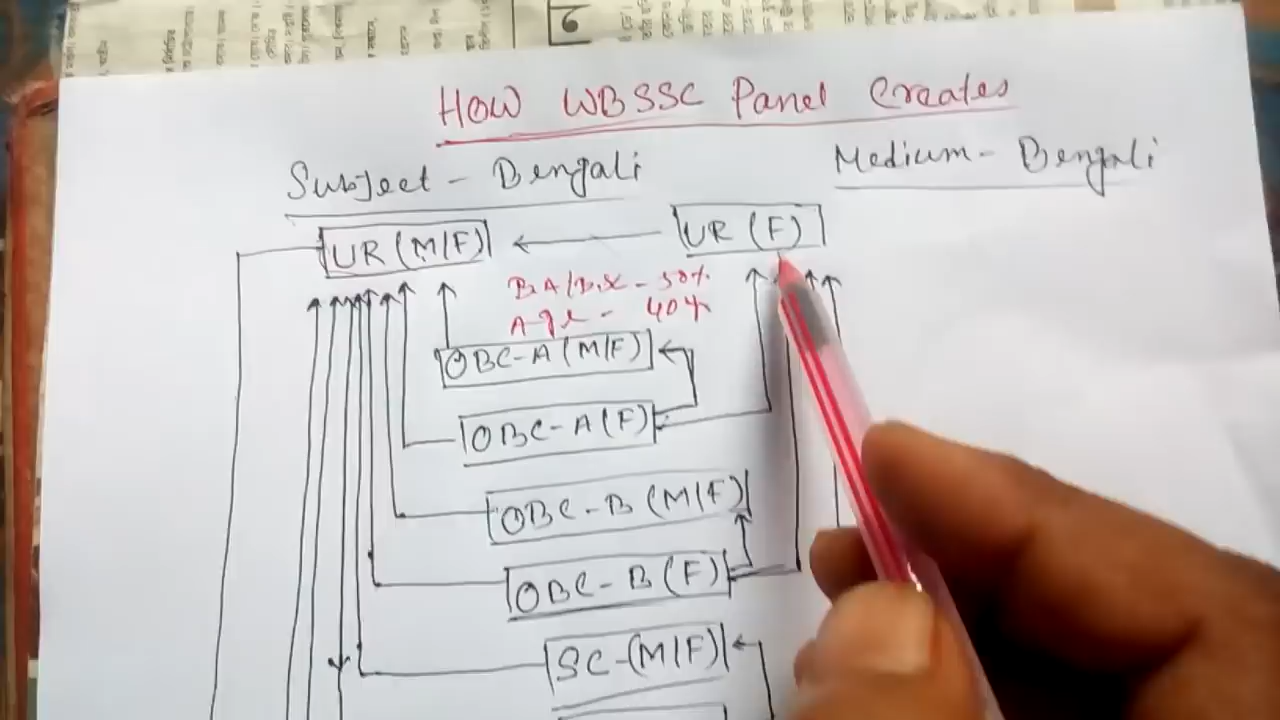 HOW WBSSC Panel Creates
Subject - Bengali
Medium - Bengali
UR (M/F)
UR (F)
BA/B.Sc - 50%
Age - 40%
OBC-A (M/F)
OBC-A (F)
OBC-B (M/F)
OBC-B (F)
SC-(M/F)